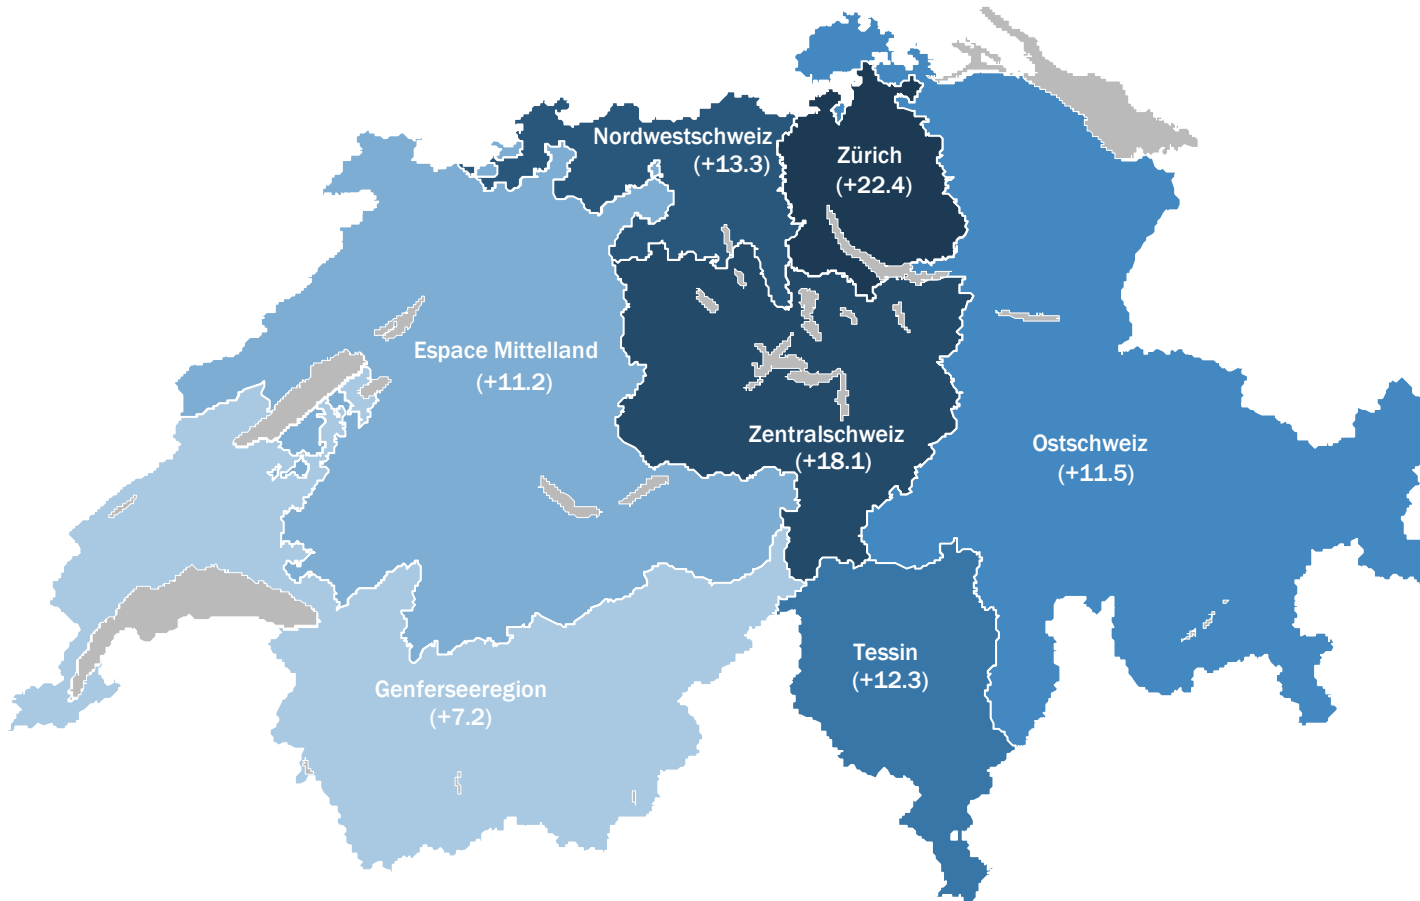 Nordwestschweiz
(+13.3)
Zürich
(+22.4)
Espace Mittelland
(+11.2)
Zentralschweiz
(+18.1)
Ostschweiz
(+11.5)
Tessin
(+12.3)
Genferseeregion
(+7.2)